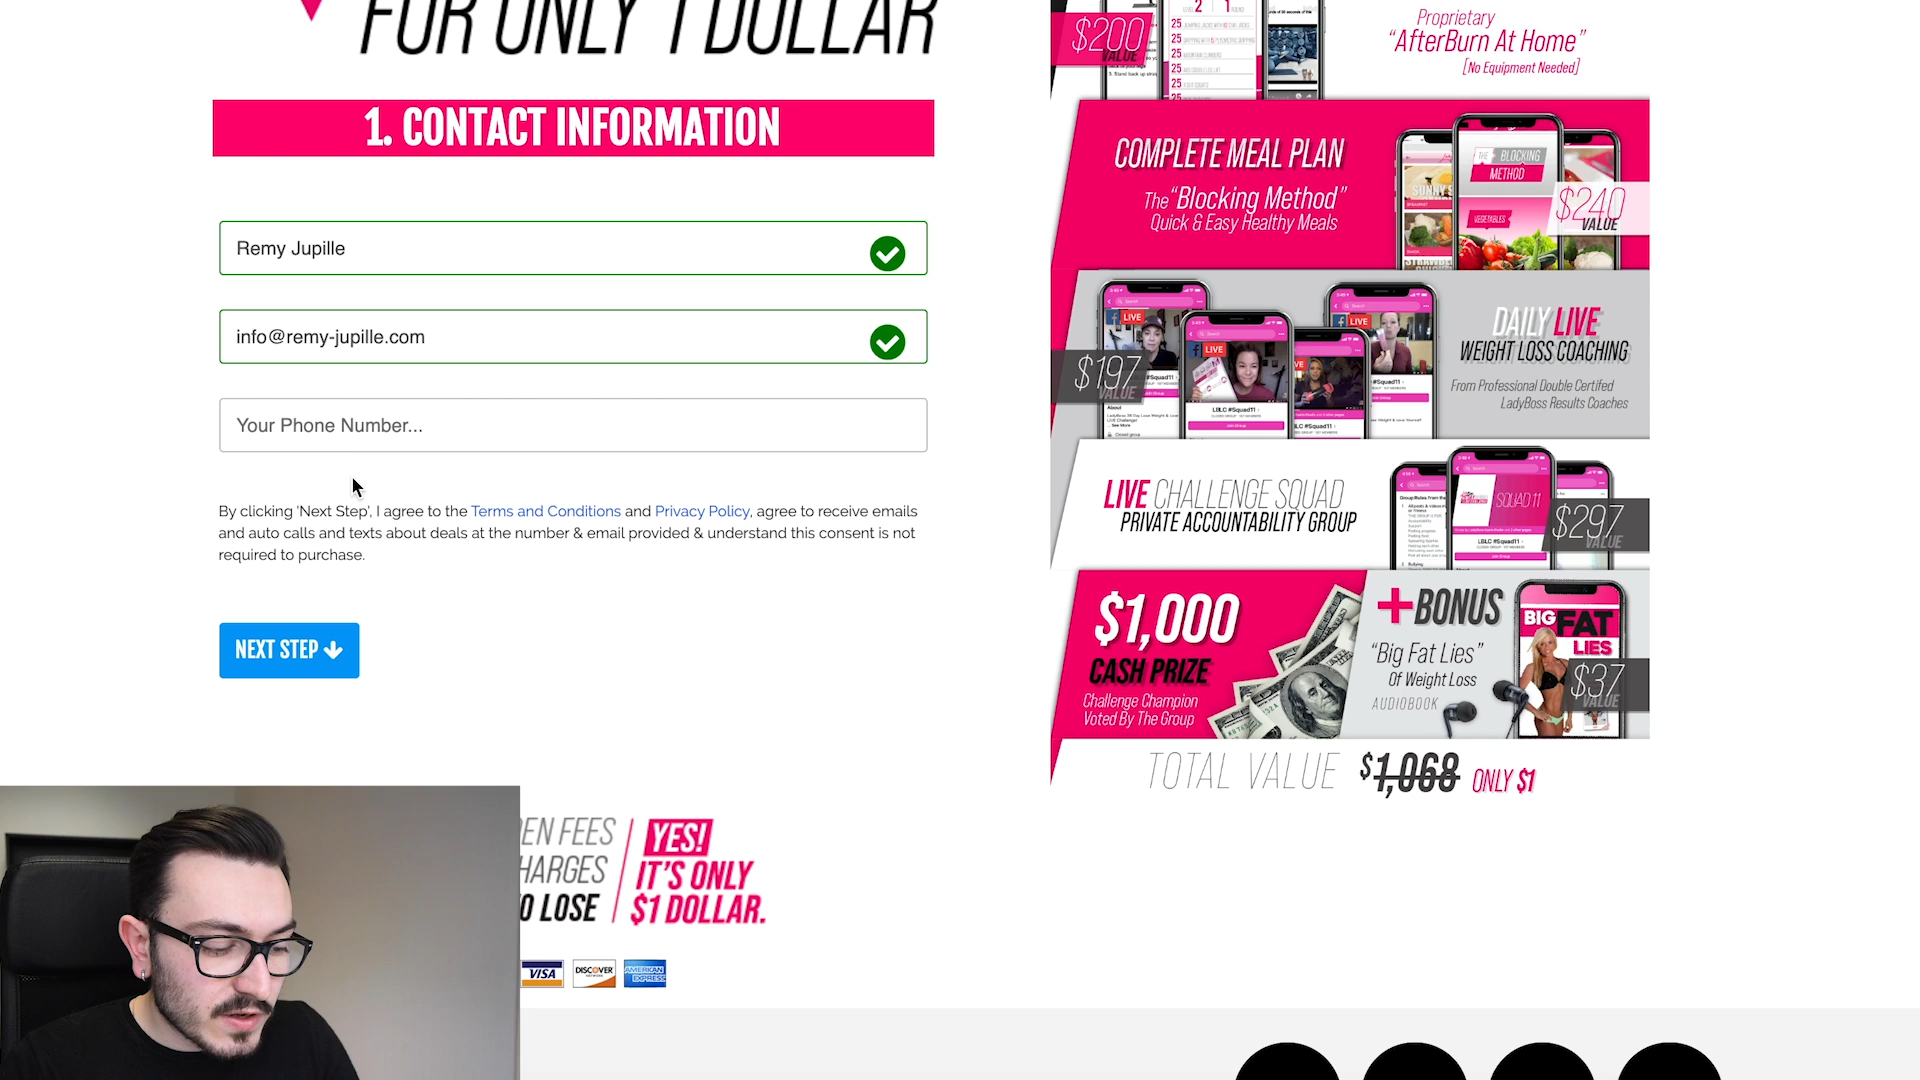 FOR ONLY 1 DOLLAR
1. CONTACT INFORMATION
Remy Jupille
info@remy-jupille.com
Your Phone Number...
By clicking 'Next Step', I agree to the Terms and Conditions and Privacy Policy, agree to receive emails
and auto calls and texts about deals at the number & email provided & understand this consent is not
required to purchase.
NEXT STEP
EN FEES
HARGES
O LOSE
YES!
IT'S ONLY
$1 DOLLAR.
VISA
DISCOVER
AMERICAN
EXPRESS
$200
VALUE
Proprietary
"AfterBurn At Home"
[No Equipment Needed]
COMPLETE MEAL PLAN
The "Blocking Method"
Quick & Easy Healthy Meals
THE BLOCKING
METHOD
VEGETABLES
$240
VALUE
$197
VALUE
LIVE
LIVE
LIVE
LBLC #Squad11
DAILY LIVE
WEIGHT LOSS COACHING
From Professional Double Certifed
LadyBoss Results Coaches
LIVE CHALLENGE SQUAD
PRIVATE ACCOUNTABILITY GROUP
SQUAD 11
LBLC #Squad11
$297
VALUE
$1,000
CASH PRIZE
Challenge Champion
Voted By The Group
+BONUS
"Big Fat Lies"
Of Weight Loss
AUDIOBOOK
BIG FAT
LIES
$37
VALUE
TOTAL VALUE $1,068 ONLY $1